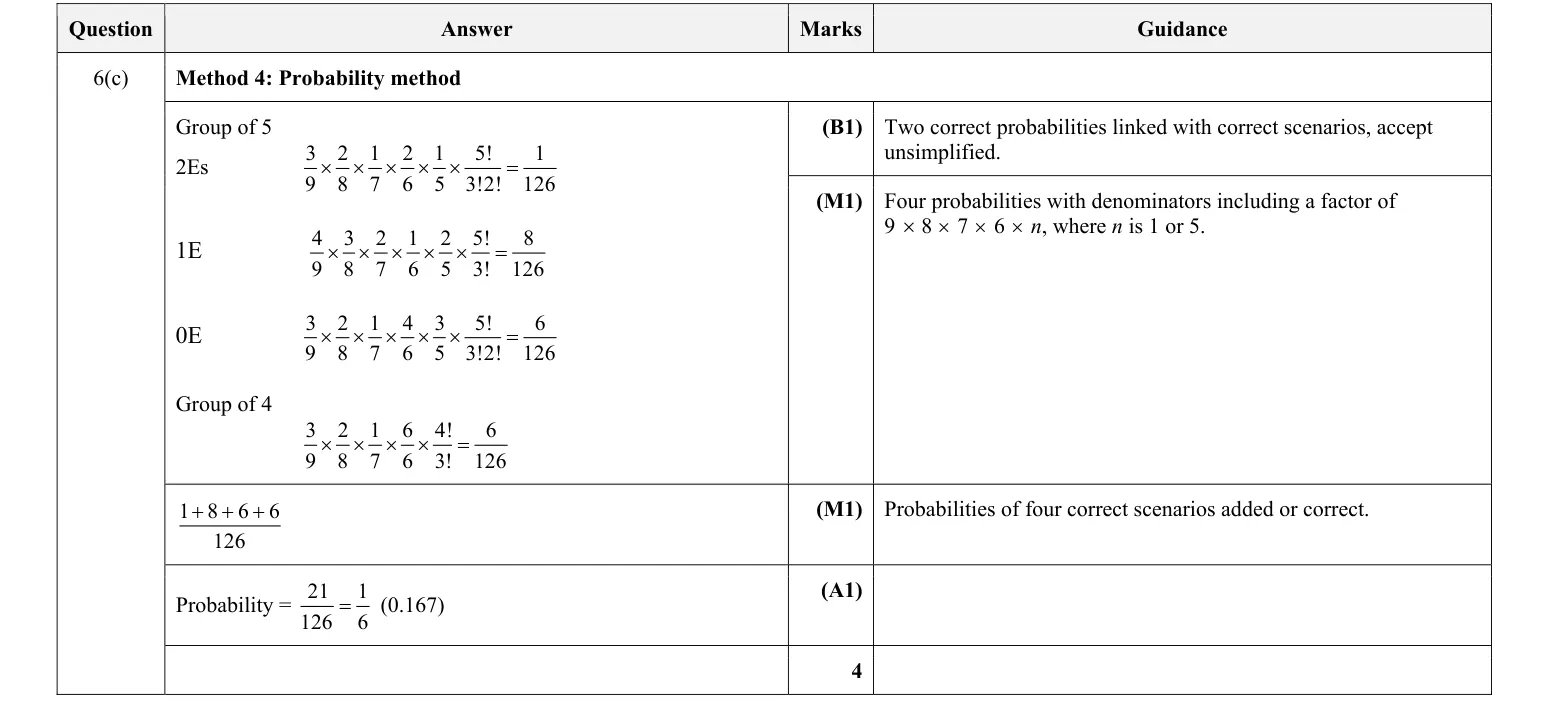 Question Answer Marks Guidance
6(c) Method 4: Probability method
Group of 5
2Es 3/9 × 2/8 × 1/7 × 2/6 × 1/5 × 5!/3!2! = 1/126
(B1) Two correct probabilities linked with correct scenarios, accept
unsimplified.
1E 4/9 × 3/8 × 2/7 × 1/6 × 2/5 × 5!/3! = 8/126
0E 3/9 × 2/8 × 1/7 × 4/6 × 3/5 × 5!/3!2! = 6/126
Group of 4
3/9 × 2/8 × 1/7 × 6/6 × 4!/3! = 6/126
(M1) Four probabilities with denominators including a factor of
9 × 8 × 7 × 6 × n, where n is 1 or 5.
1+8+6+6/126 (M1) Probabilities of four correct scenarios added or correct.
Probability = 21/126 = 1/6 (0.167) (A1)
4